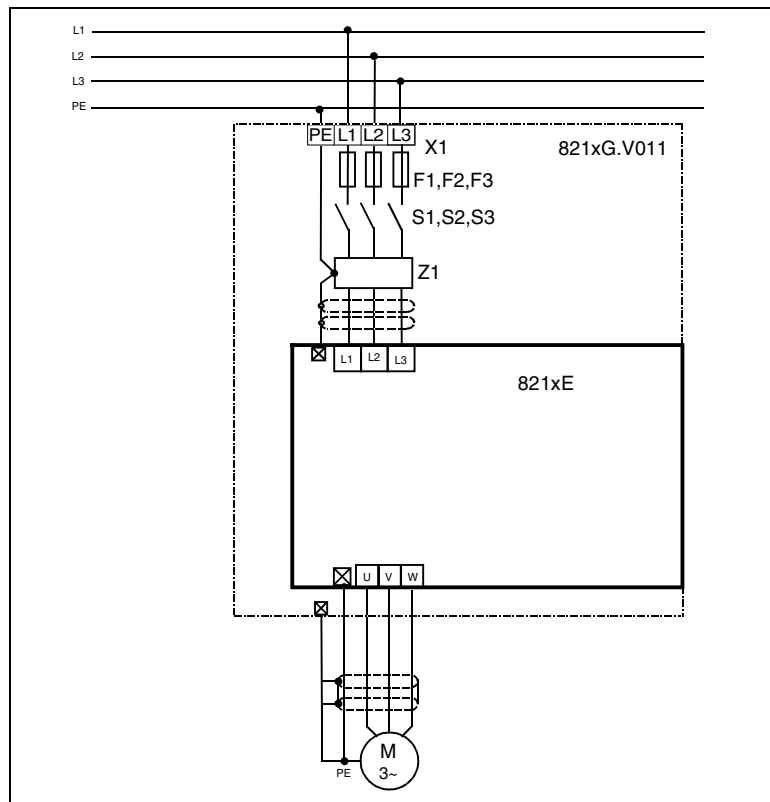 L1
L2
L3
PE
PE L1 L2 L3
X1
821xG.V011
F1,F2,F3
S1,S2,S3
Z1
L1 L2 L3
821xE
U V W
M
3~
PE